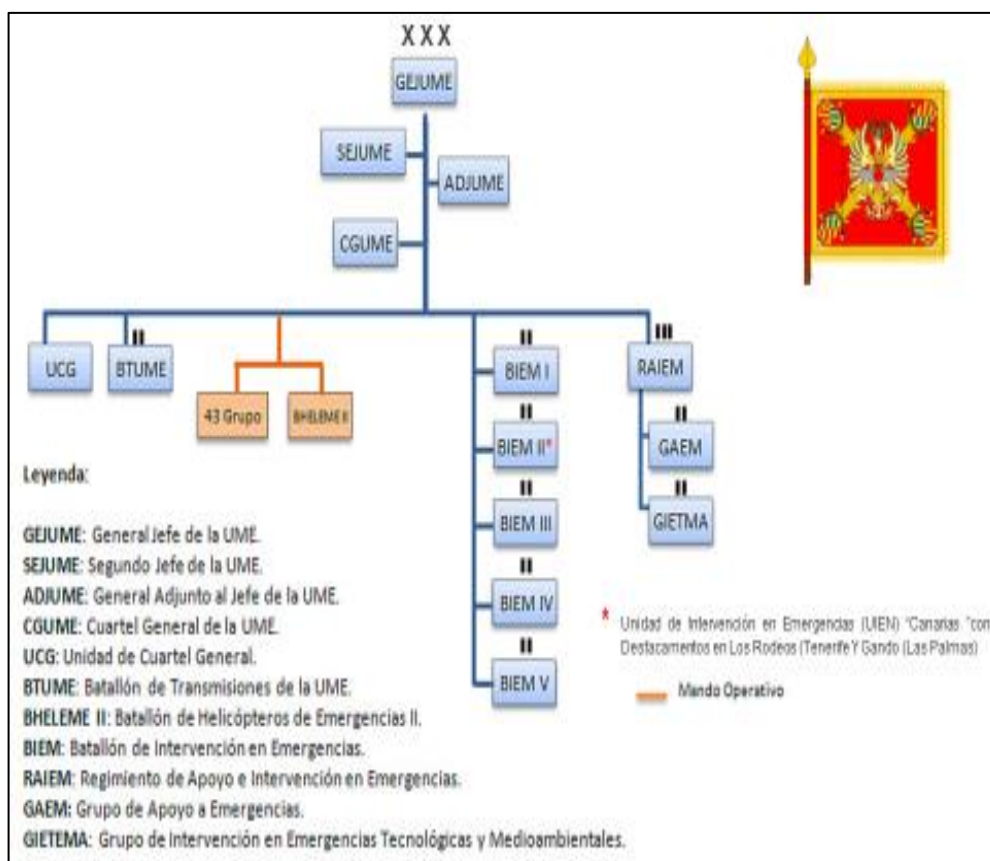 X X X
GEJUME
SEJUME
ADJUME
CGUME
UCG
II
BTUME
43 Grupo
BHELEME II
II
BIEM I
II
BIEM II*
II
BIEM III
II
BIEM IV
II
BIEM V
III
RAIEM
II
GAEM
II
GIETMA
Leyenda:
GEJUME: General Jefe de la UME.
SEJUME: Segundo Jefe de la UME.
ADJUME: General Adjunto al Jefe de la UME.
CGUME: Cuartel General de la UME.
UCG: Unidad de Cuartel General.
BTUME: Batallón de Transmisiones de la UME.
BHELEME II: Batallón de Helicópteros de Emergencias II.
BIEM: Batallón de Intervención en Emergencias.
RAIEM: Regimiento de Apoyo e Intervención en Emergencias.
GAEM: Grupo de Apoyo a Emergencias.
GIETEMA: Grupo de Intervención en Emergencias Tecnológicas y Medioambientales.
* Unidad de Intervención en Emergencias (UIEN) "Canarias "con
Destacamentos en Los Rodeos (Tenerife Y Gando (Las Palmas)
Mando Operativo